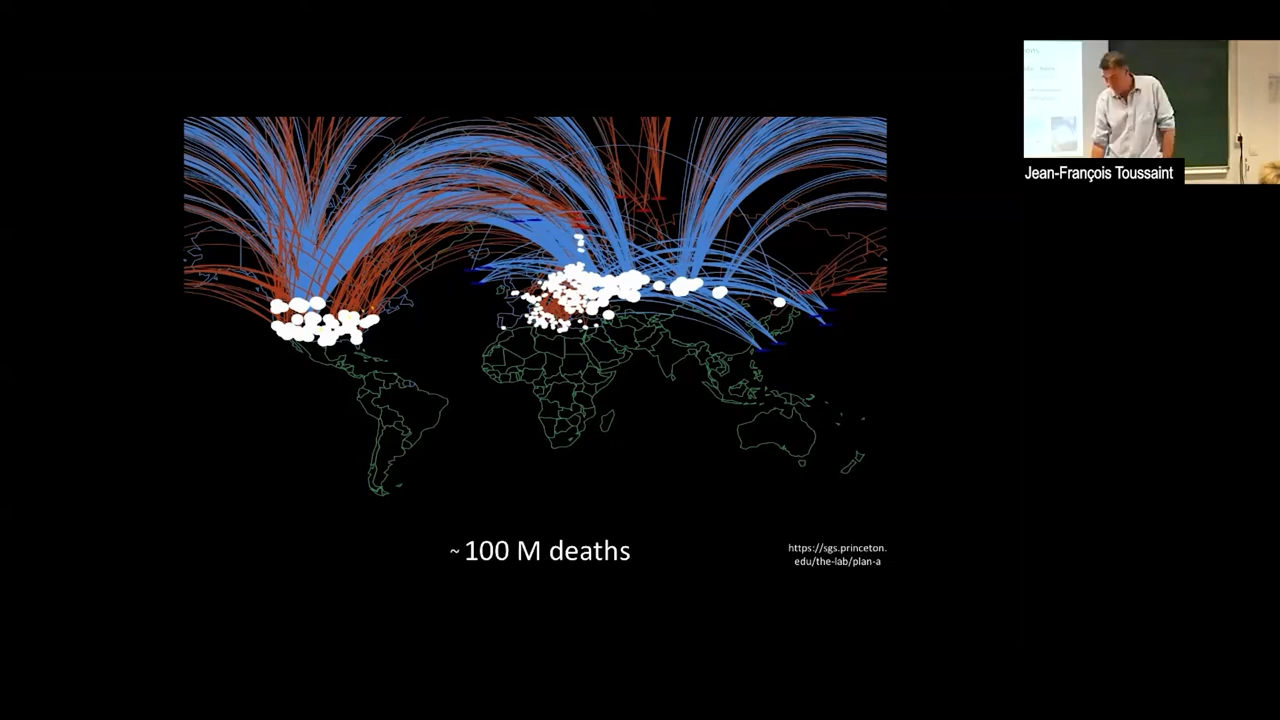 Jean-François Toussaint
~ 100 M deaths
https://sgs.princeton.
edu/the-lab/plan-a